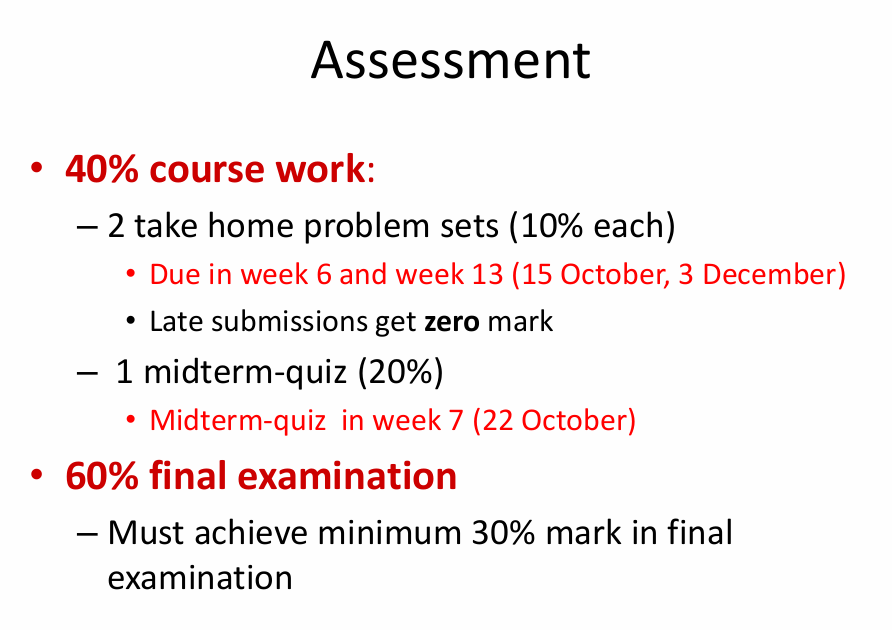 Assessment
• 40% course work:
– 2 take home problem sets (10% each)
• Due in week 6 and week 13 (15 October, 3 December)
• Late submissions get zero mark
– 1 midterm-quiz (20%)
• Midterm-quiz in week 7 (22 October)
• 60% final examination
– Must achieve minimum 30% mark in final
examination